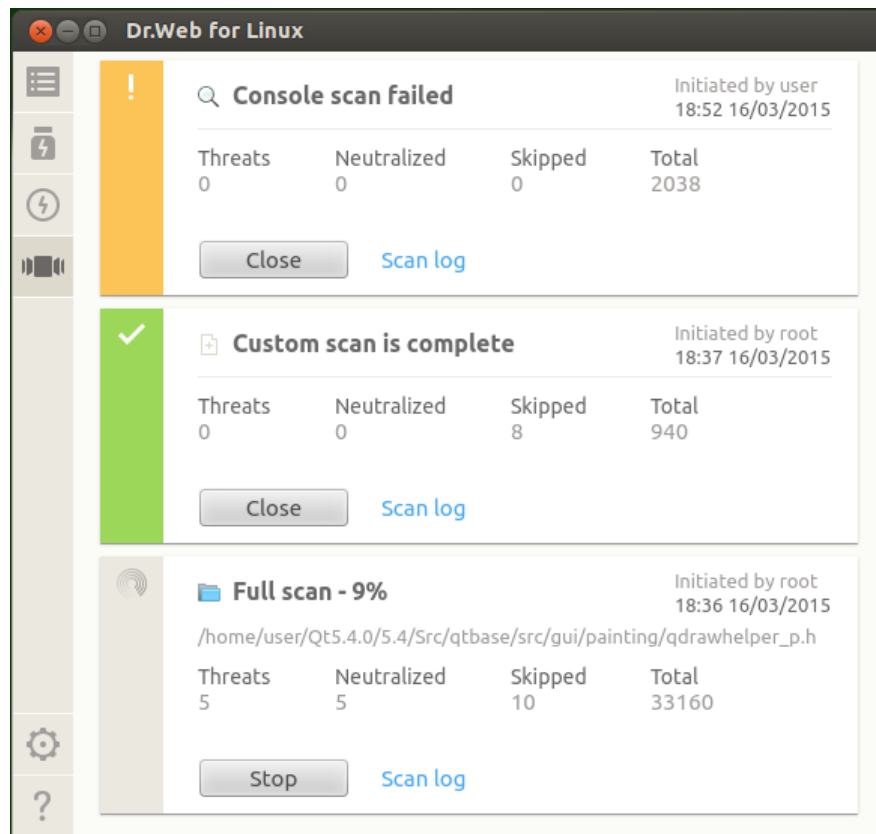 Dr.Web for Linux
Console scan failed
Initiated by user
18:52 16/03/2015
Threats Neutralized Skipped Total
0 0 0 2038
Close Scan log
Custom scan is complete
Initiated by root
18:37 16/03/2015
Threats Neutralized Skipped Total
0 0 8 940
Close Scan log
Full scan - 9%
Initiated by root
18:36 16/03/2015
/home/user/Qt5.4.0/5.4/Src/qtbase/src/gui/painting/qdrawhelper_p.h
Threats Neutralized Skipped Total
5 5 10 33160
Stop Scan log